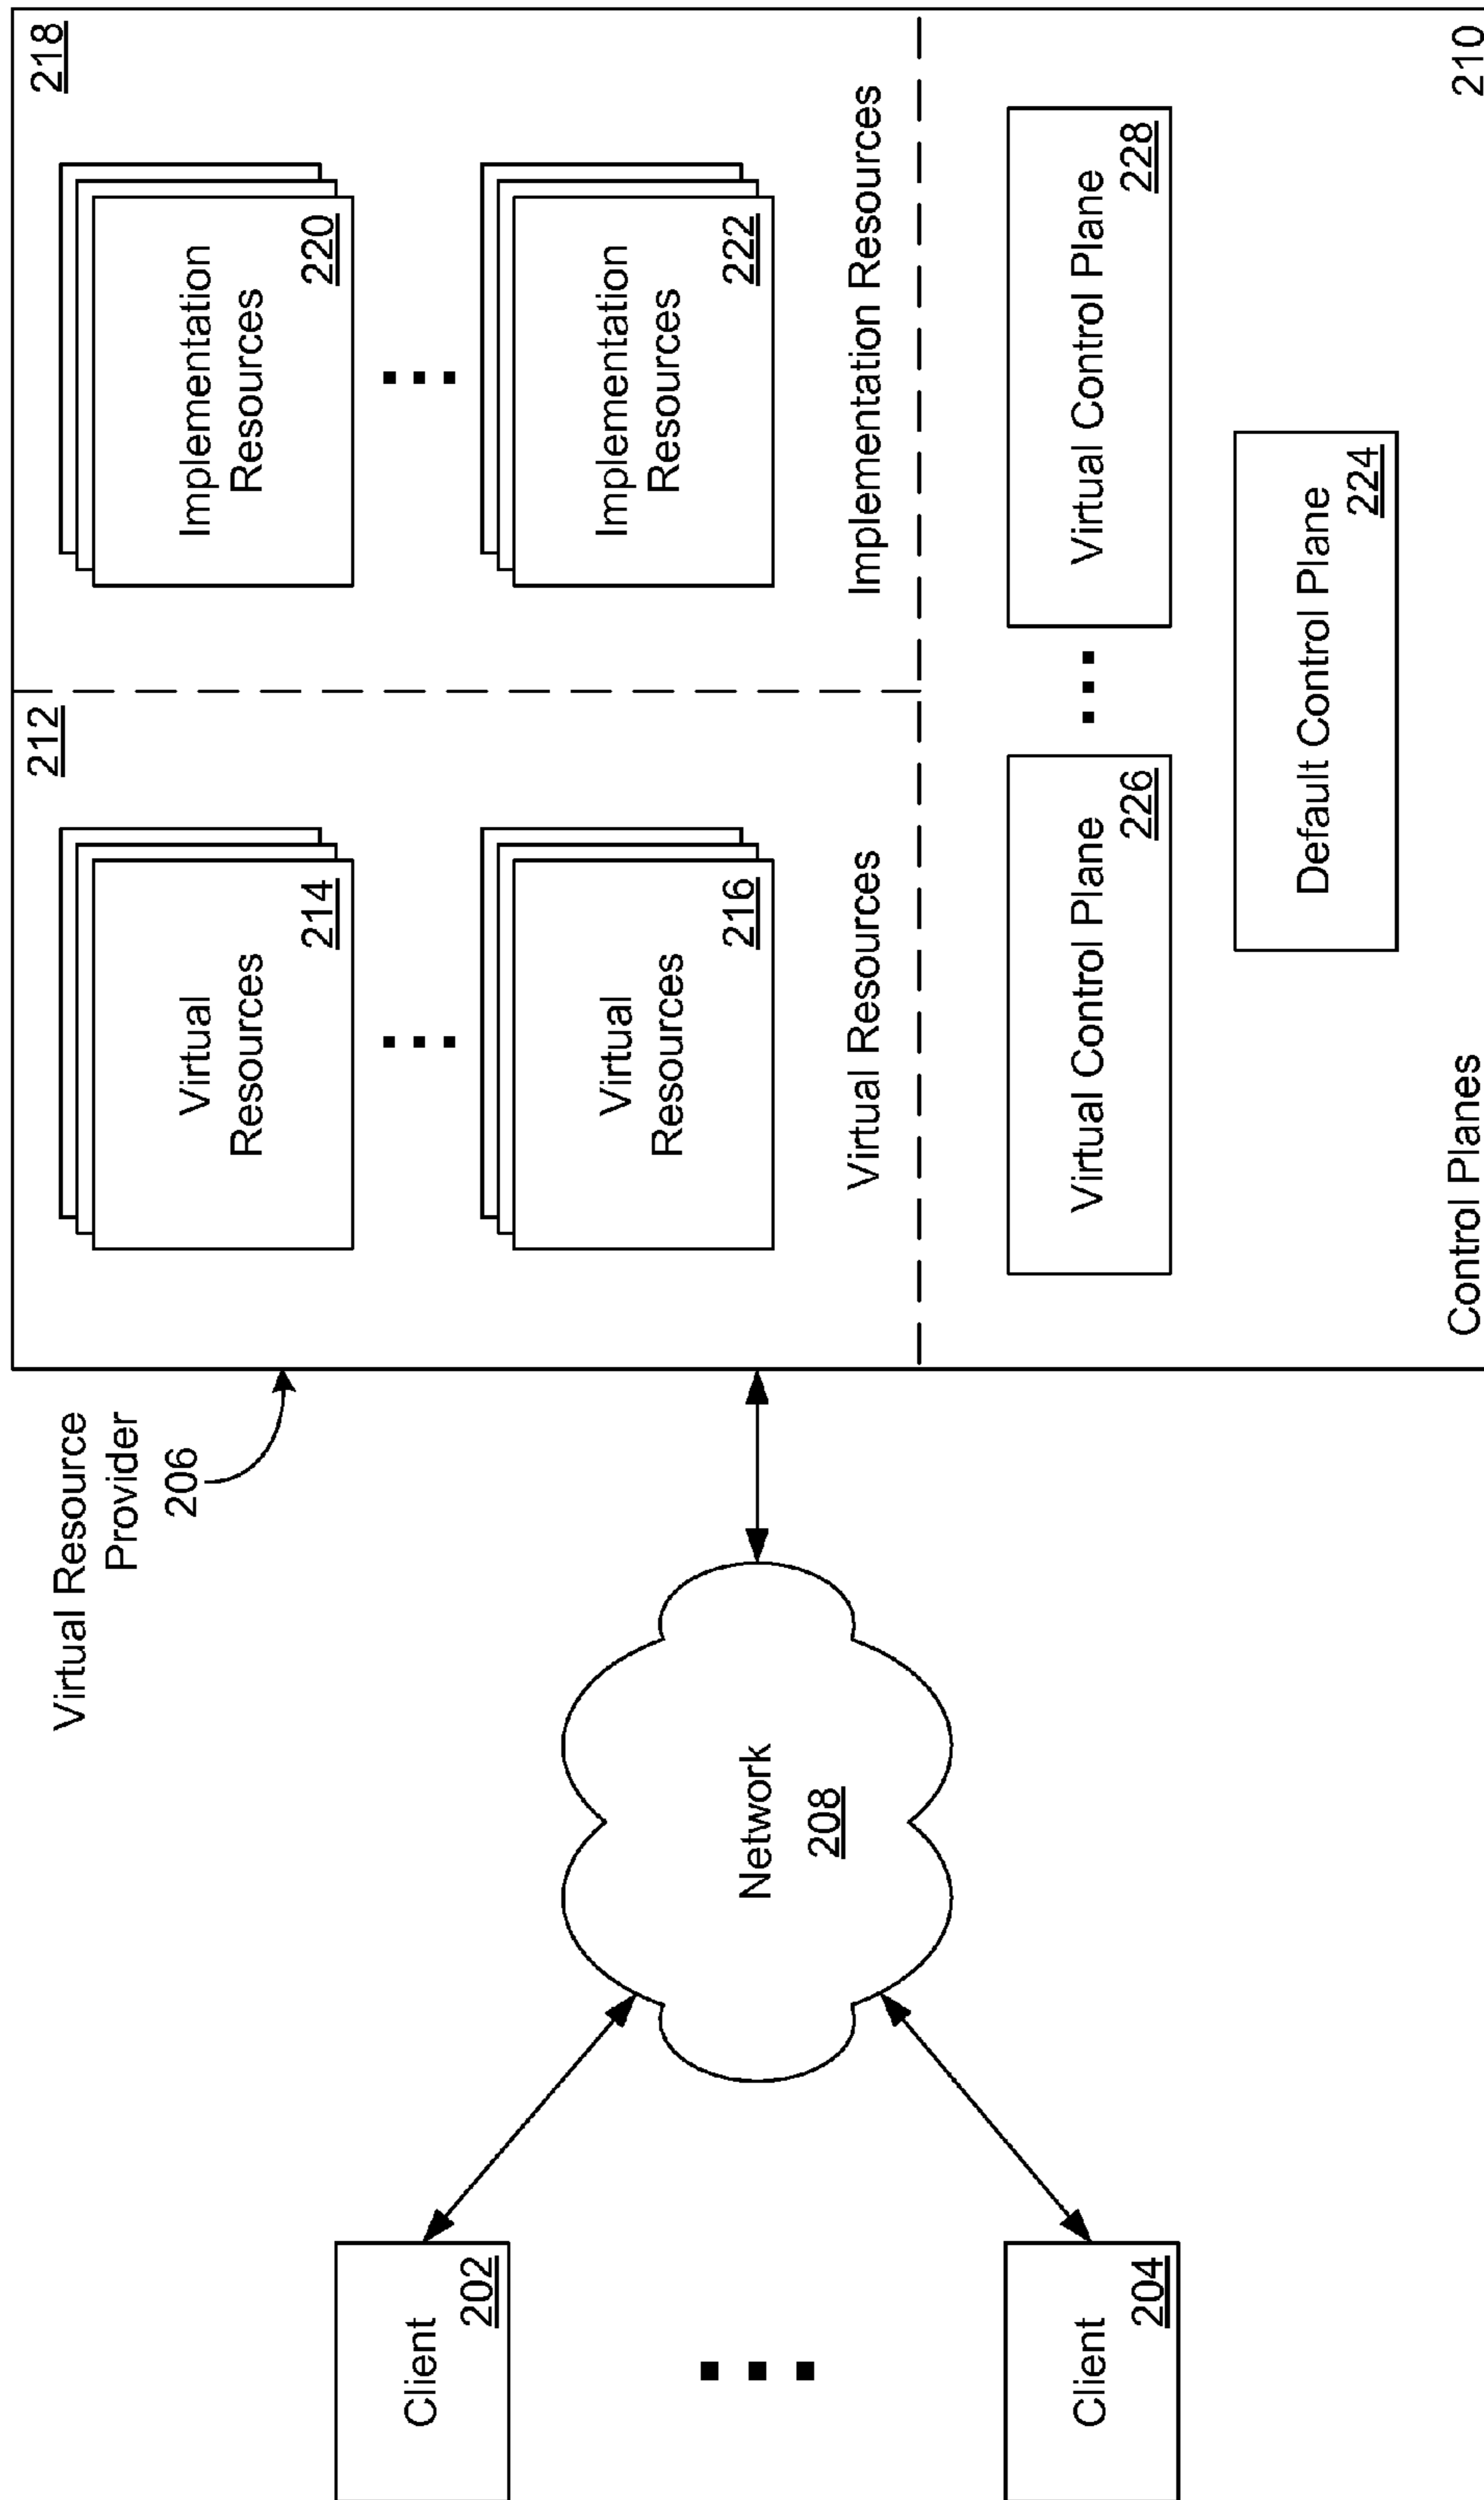 Client
202
Client
204
Network
208
Virtual Resource
Provider
206
212
Virtual
Resources
214
Virtual
Resources
216
Virtual Resources
218
Implementation
Resources
220
Implementation
Resources
222
Implementation Resources
Virtual Control Plane
226
Virtual Control Plane
228
Default Control Plane
224
Control Planes
210